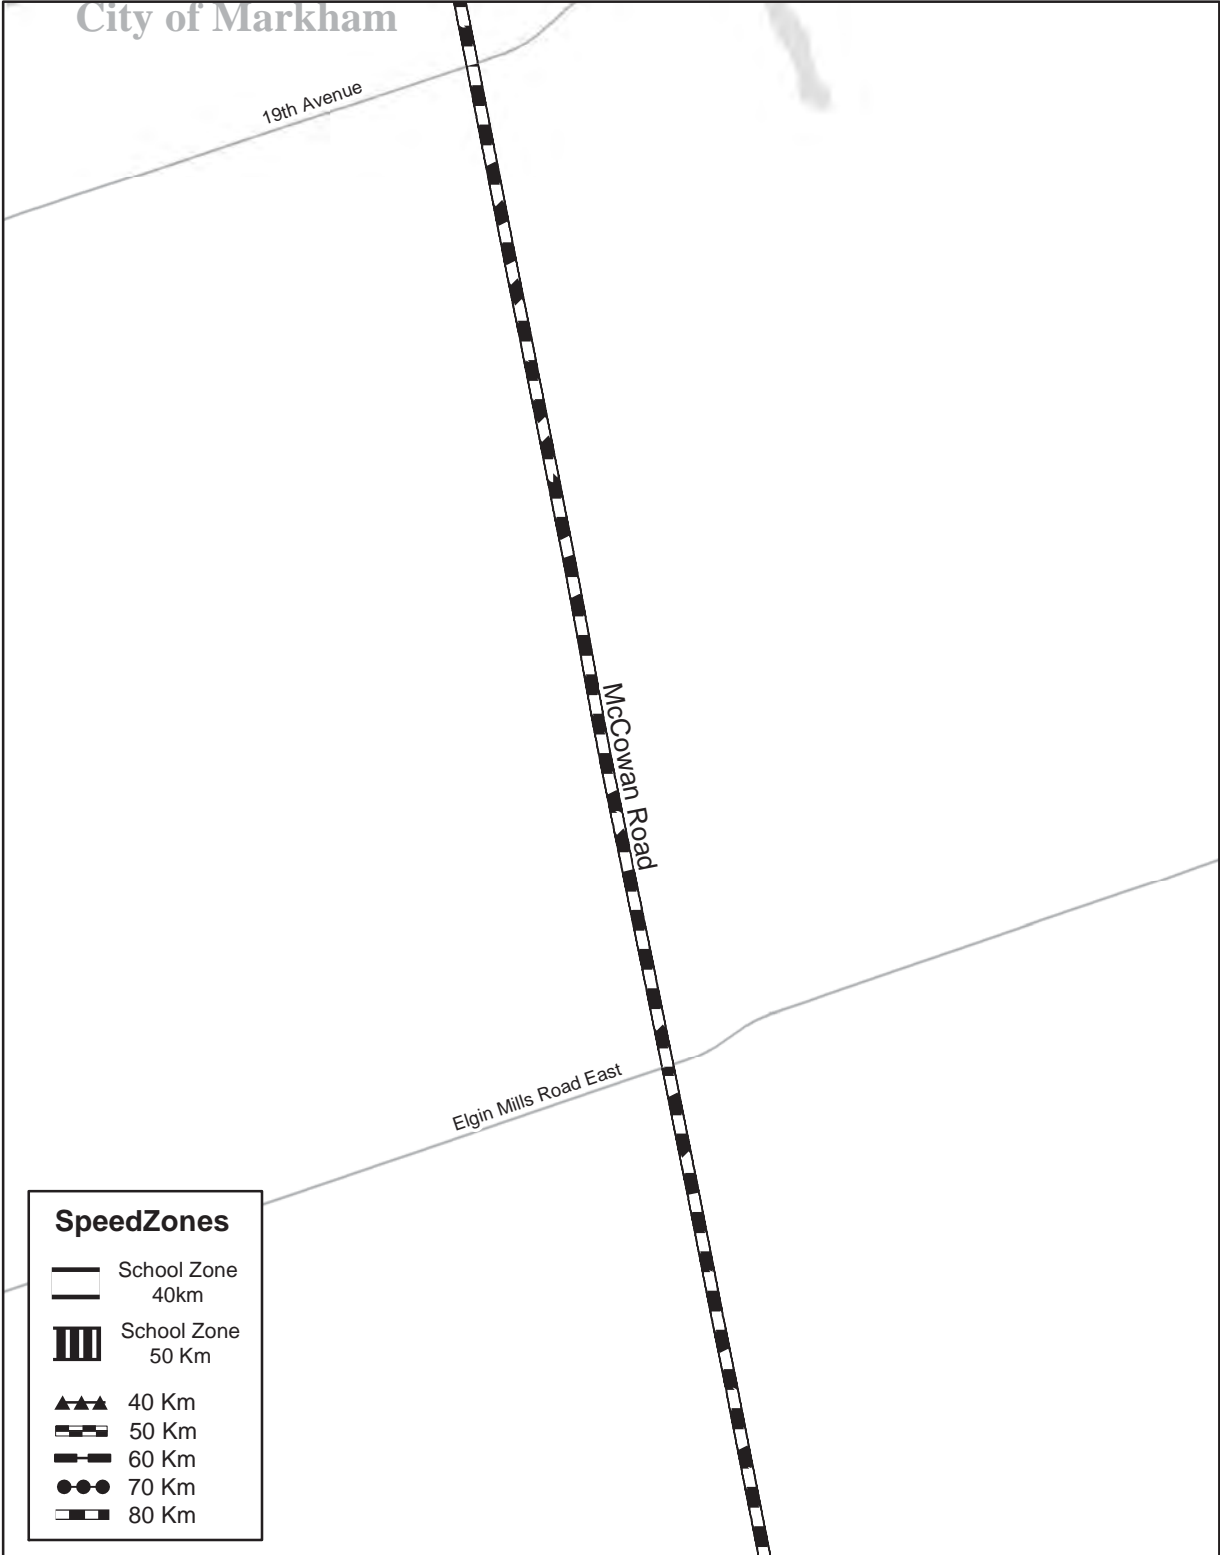 City of Markham
19th Avenue
McCowan Road
Elgin Mills Road East
SpeedZones
School Zone
40km
School Zone
50 Km
40 Km
50 Km
60 Km
70 Km
80 Km